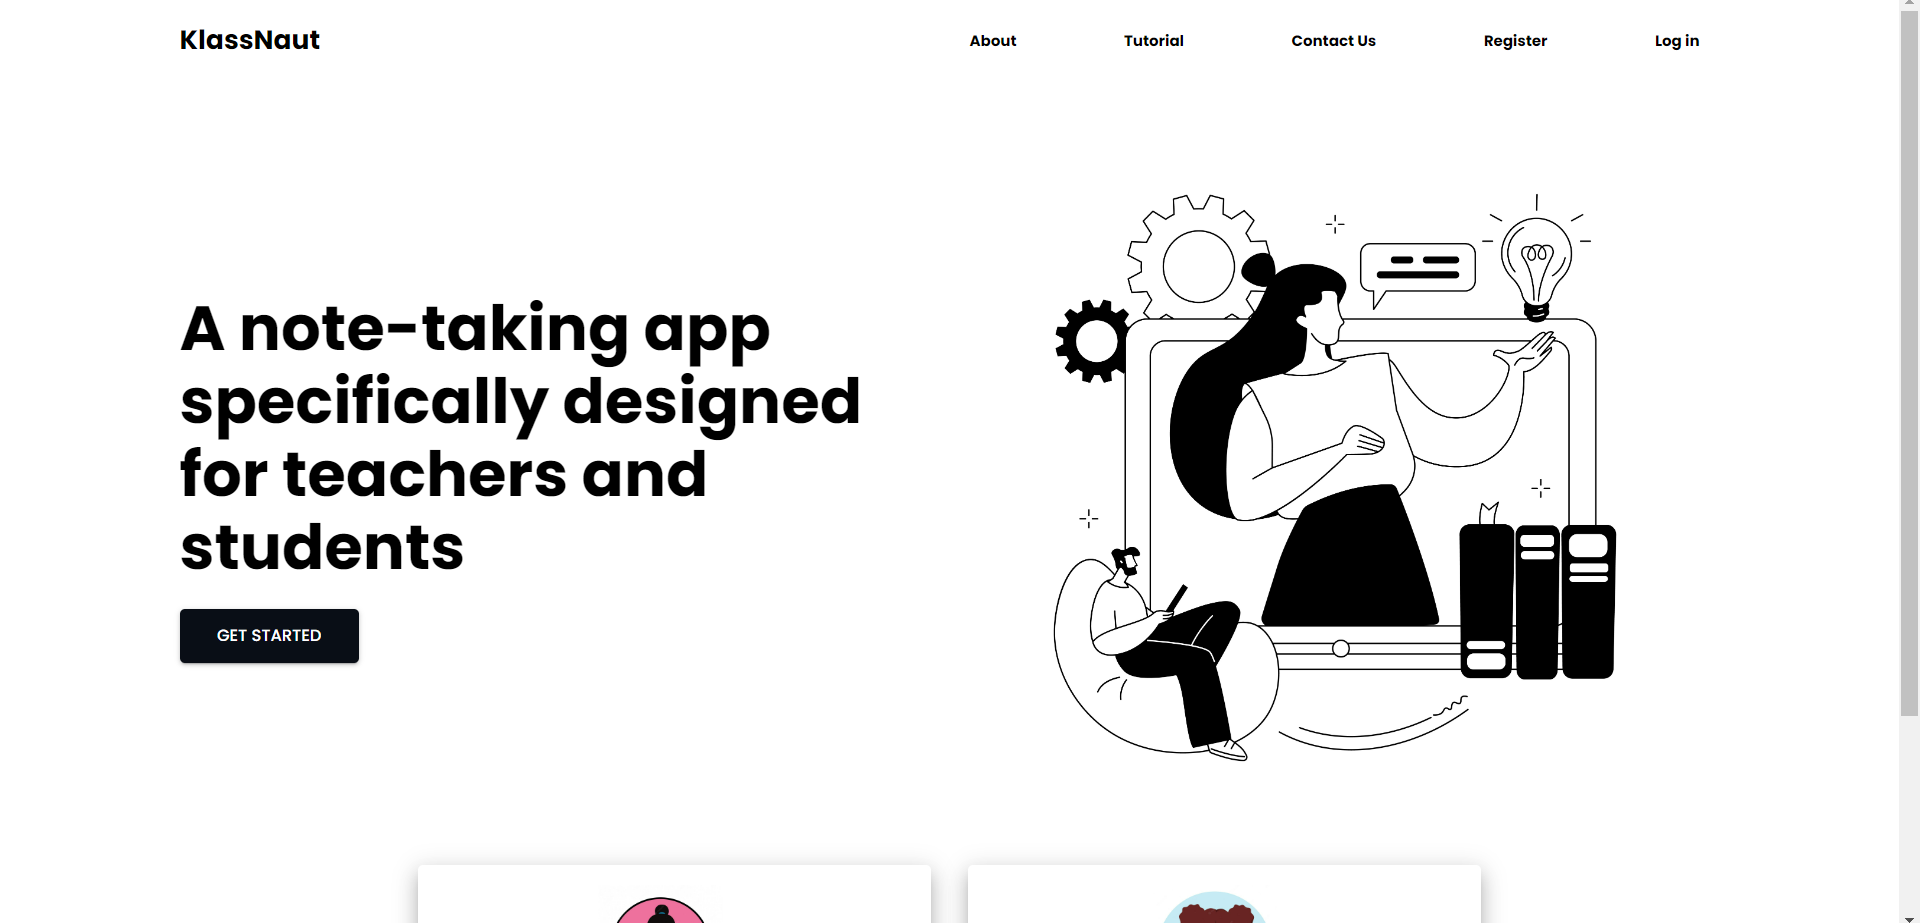 KlassNaut
About
Tutorial
Contact Us
Register
Log in
A note-taking app
specifically designed
for teachers and
students
GET STARTED